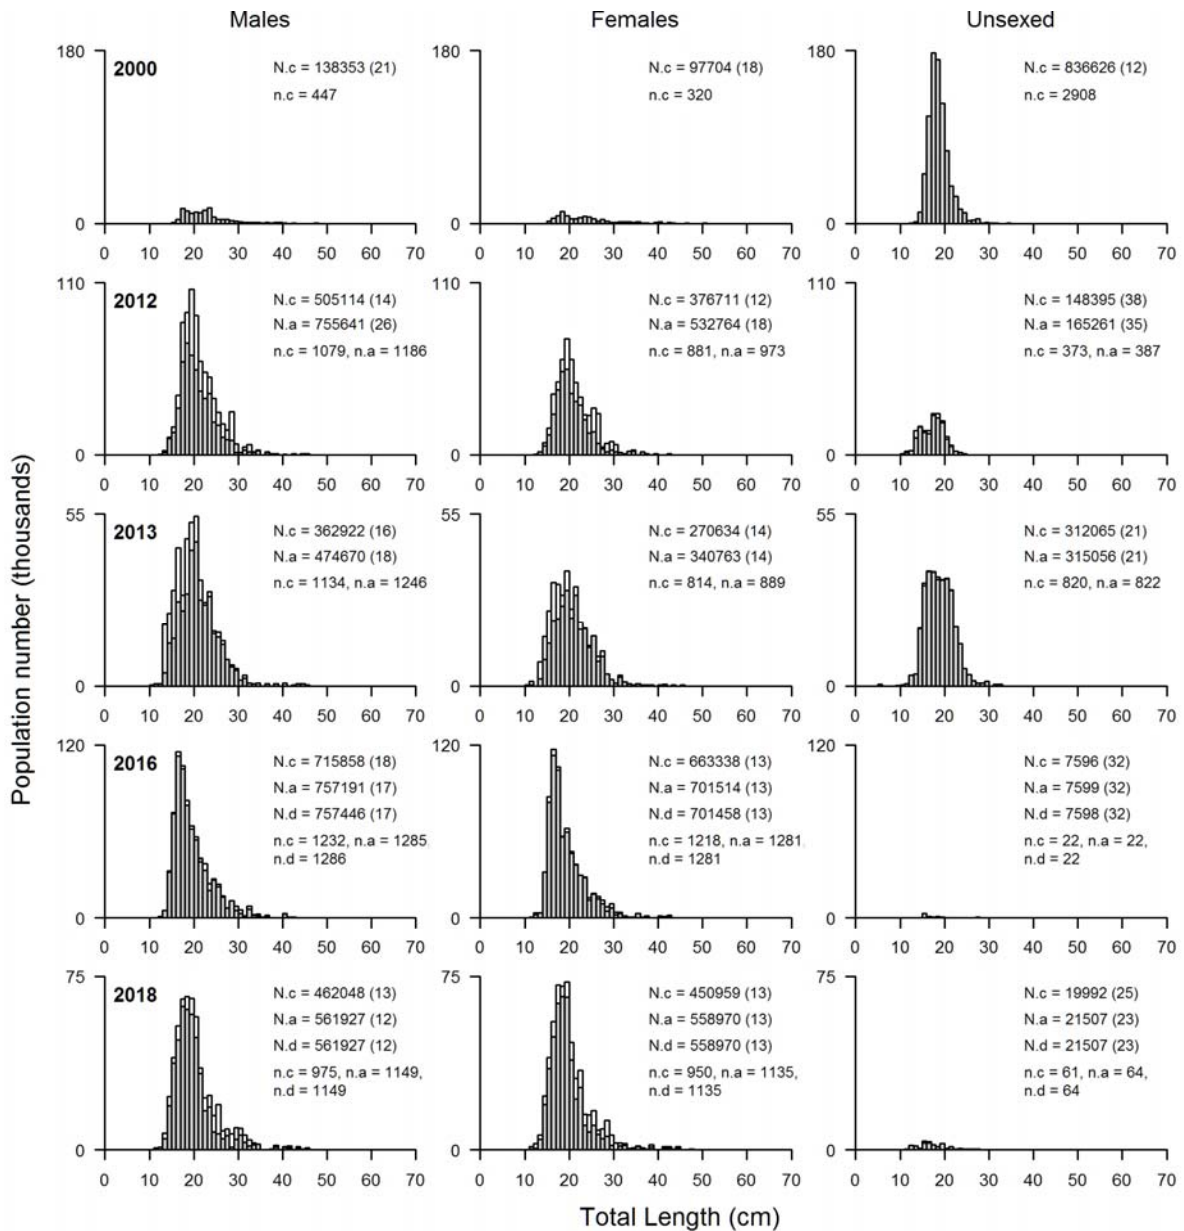 Males Females Unsexed
180 2000 N.c = 138353 (21) 180 N.c = 97704 (18) 180 N.c = 836626 (12)
n.c = 447 n.c = 320 n.c = 2908
0 0 0
0 10 20 30 40 50 60 70 0 10 20 30 40 50 60 70 0 10 20 30 40 50 60 70
110 2012 N.c = 505114 (14) 110 N.c = 376711 (12) 110 N.c = 148395 (38)
N.a = 755641 (26) N.a = 532764 (18) N.a = 165261 (35)
n.c = 1079, n.a = 1186 n.c = 881, n.a = 973 n.c = 373, n.a = 387
0 0 0
0 10 20 30 40 50 60 70 0 10 20 30 40 50 60 70 0 10 20 30 40 50 60 70
55 2013 N.c = 362922 (16) 55 N.c = 270634 (14) 55 N.c = 312065 (21)
N.a = 474670 (18) N.a = 340763 (14) N.a = 315056 (21)
n.c = 1134, n.a = 1246 n.c = 814, n.a = 889 n.c = 820, n.a = 822
0 0 0
0 10 20 30 40 50 60 70 0 10 20 30 40 50 60 70 0 10 20 30 40 50 60 70
120 2016 N.c = 715858 (18) 120 N.c = 663338 (13) 120 N.c = 7596 (32)
N.a = 757191 (17) N.a = 701514 (13) N.a = 7599 (32)
N.d = 757446 (17) N.d = 701458 (13) N.d = 7598 (32)
n.c = 1232, n.a = 1285, n.c = 1218, n.a = 1281, n.c = 22, n.a = 22,
n.d = 1286 n.d = 1281 n.d = 22
0 0 0
0 10 20 30 40 50 60 70 0 10 20 30 40 50 60 70 0 10 20 30 40 50 60 70
75 2018 N.c = 462048 (13) 75 N.c = 450959 (13) 75 N.c = 19992 (25)
N.a = 561927 (12) N.a = 558970 (13) N.a = 21507 (23)
N.d = 561927 (12) N.d = 558970 (13) N.d = 21507 (23)
n.c = 975, n.a = 1149, n.c = 950, n.a = 1135, n.c = 61, n.a = 64,
n.d = 1149 n.d = 1135 n.d = 64
0 0 0
0 10 20 30 40 50 60 70 0 10 20 30 40 50 60 70 0 10 20 30 40 50 60 70
Population number (thousands)
Total Length (cm)